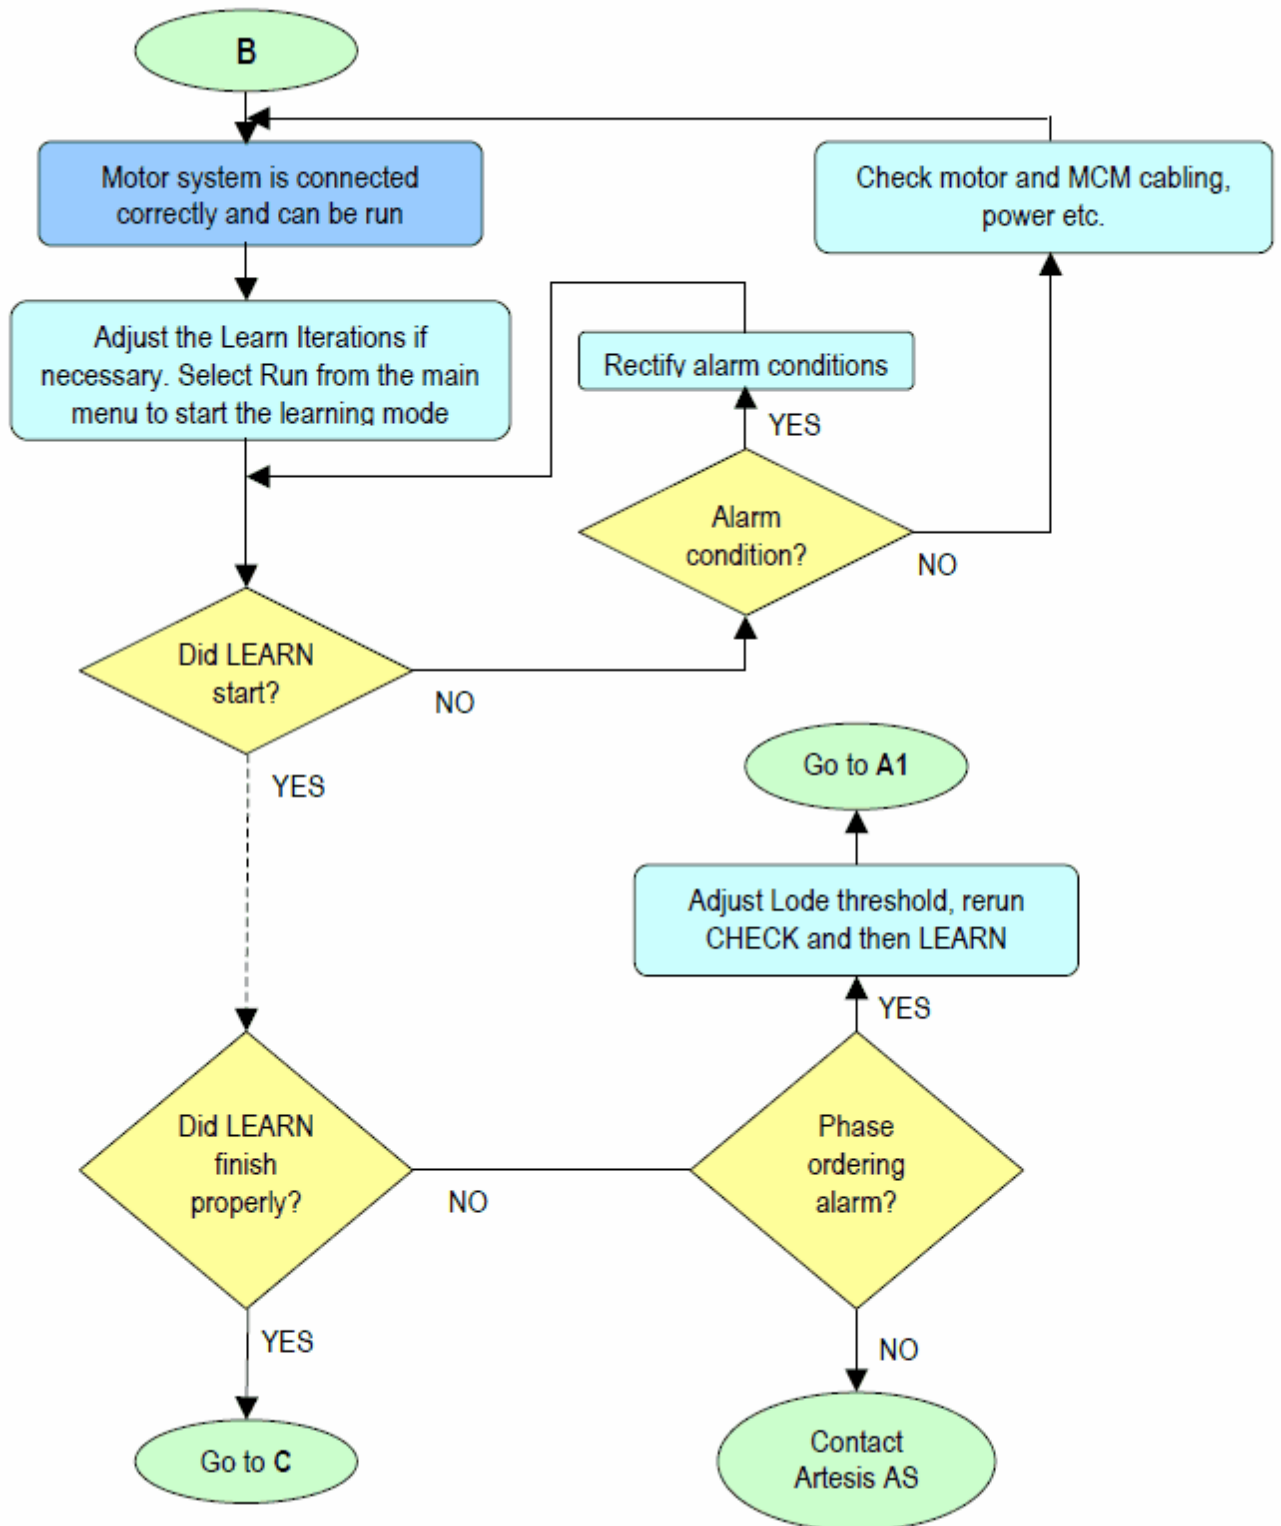 B
Motor system is connected
correctly and can be run
Check motor and MCM cabling,
power etc.
Adjust the Learn Iterations if
necessary. Select Run from the main
menu to start the learning mode
Rectify alarm conditions
YES
Alarm
condition?
NO
Did LEARN
start?
NO
YES
Go to A1
Adjust Lode threshold, rerun
CHECK and then LEARN
YES
Did LEARN
finish
properly?
NO
Phase
ordering
alarm?
YES
NO
Go to C
Contact
Artesis AS